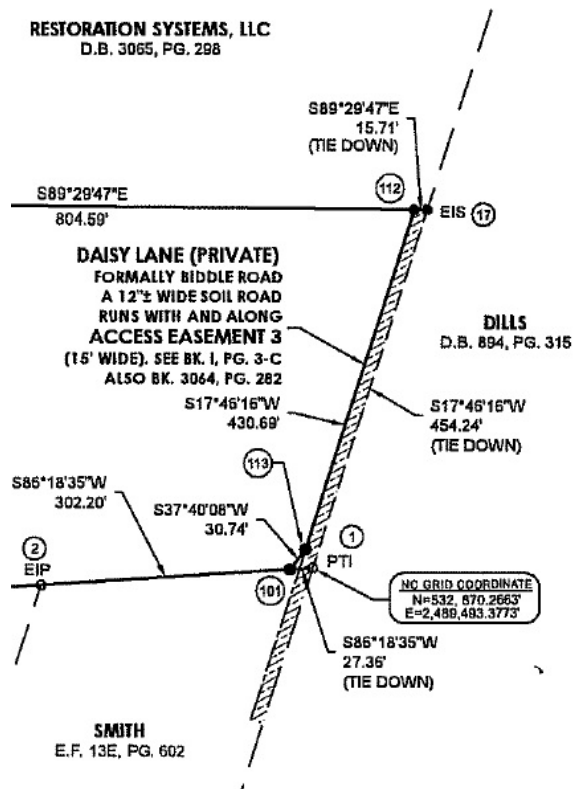 RESTORATION SYSTEMS, LLC
D.B. 3065, PG. 298
S89°29'47"E
15.71'
(TIE DOWN)
S89°29'47"E
804.59'
112
EIS 17
DAISY LANE (PRIVATE)
FORMALLY BIDDLE ROAD
A 12"± WIDE SOIL ROAD
RUNS WITH AND ALONG
ACCESS EASEMENT 3
(15' WIDE). SEE BK. I, PG. 3-C
ALSO BK. 3064, PG. 282
DILLS
D.B. 894, PG. 315
S17°46'16"W
430.69'
S17°46'16"W
454.24'
(TIE DOWN)
113
S86°18'35"W
302.20'
S37°40'08"W
30.74'
1
PTI
2
EIP
101
NC GRID COORDINATE
N=532, 670.2663'
E=2,489,493.3773'
S86°18'35"W
27.36'
(TIE DOWN)
SMITH
E.F. 13E, PG. 602